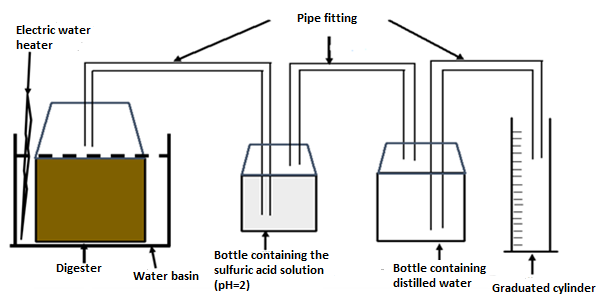 Pipe fitting
Electric water
heater
Digester
Water basin
Bottle containing the
sulfuric acid solution
(pH=2)
Bottle containing
distilled water
Graduated cylinder